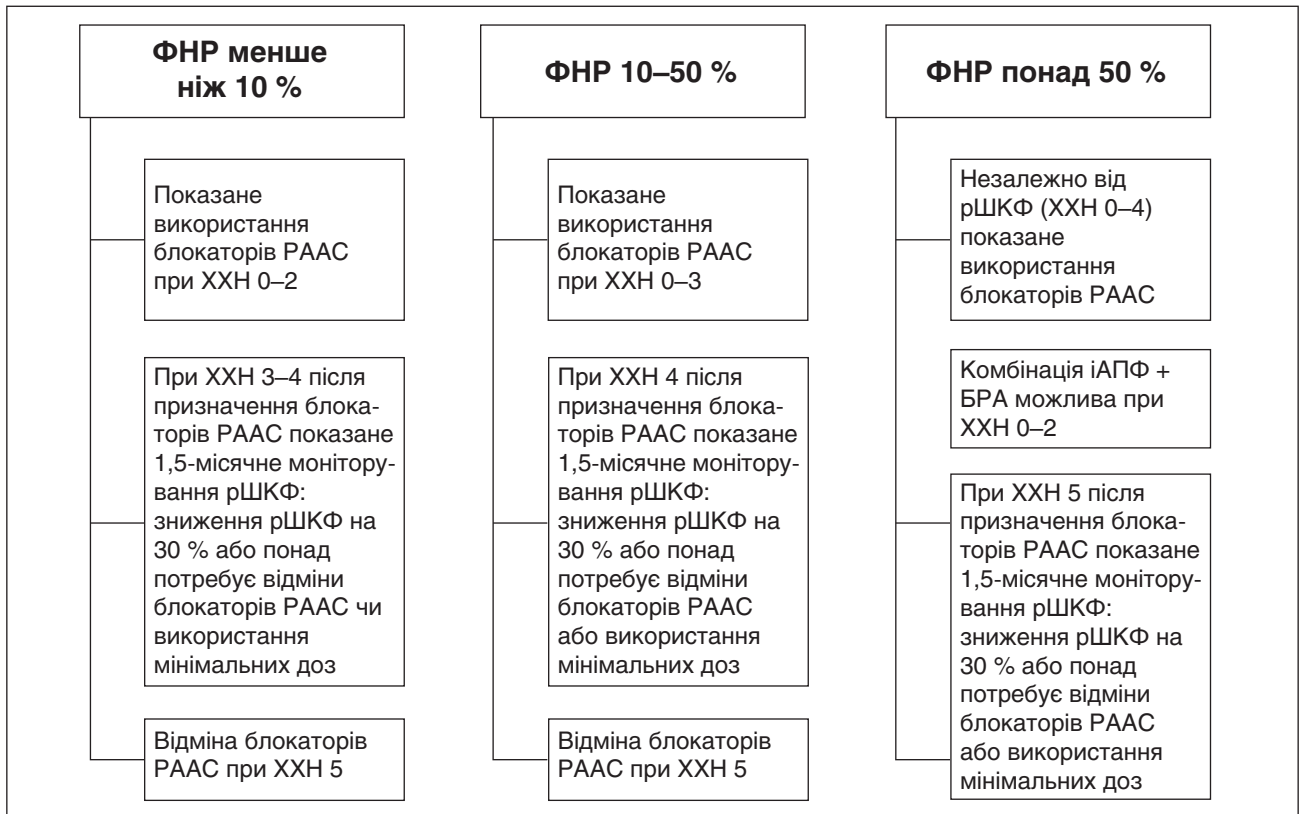 ФНР менше
ніж 10 %
Показане
використання
блокаторів РААС
при ХХН 0–2
При ХХН 3–4 після
призначення блока-
торів РААС показане
1,5-місячне монітору-
вання рШКФ:
зниження рШКФ на
30 % або понад
потребує відміни
блокаторів РААС чи
використання
мінімальних доз
Відміна блокаторів
РААС при ХХН 5
ФНР 10–50 %
Показане
використання
блокаторів РААС
при ХХН 0–3
При ХХН 4 після
призначення блока-
торів РААС показане
1,5-місячне монітору-
вання рШКФ:
зниження рШКФ на
30 % або понад
потребує відміни
блокаторів РААС
або використання
мінімальних доз
Відміна блокаторів
РААС при ХХН 5
ФНР понад 50 %
Незалежно від
рШКФ (ХХН 0–4)
показане
використання
блокаторів РААС
Комбінація іАПФ +
БРА можлива при
ХХН 0–2
При ХХН 5 після
призначення блока-
торів РААС показане
1,5-місячне монітору-
вання рШКФ:
зниження рШКФ на
30 % або понад
потребує відміни
блокаторів РААС
або використання
мінімальних доз